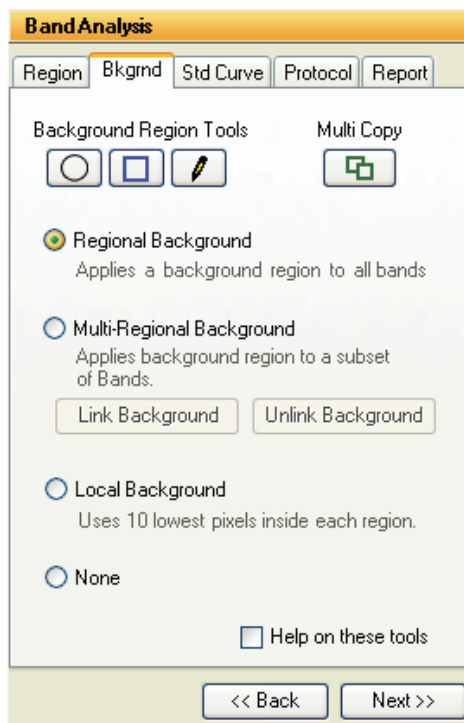 Band Analysis
Region Bkgrnd Std Curve Protocol Report
Background Region Tools Multi Copy
Regional Background
Applies a background region to all bands
Multi-Regional Background
Applies background region to a subset
of Bands.
Link Background Unlink Background
Local Background
Uses 10 lowest pixels inside each region.
None
Help on these tools
<< Back Next >>